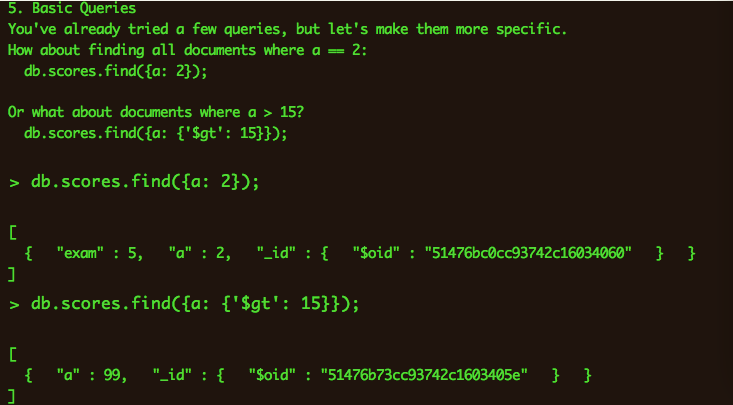 5. Basic Queries
You've already tried a few queries, but let's make them more specific.
How about finding all documents where a == 2:
db.scores.find({a: 2});
Or what about documents where a > 15?
db.scores.find({a: {'$gt': 15}});
> db.scores.find({a: 2});
[
{ "exam" : 5, "a" : 2, "_id" : { "$oid" : "51476bc0cc93742c16034060" } }
]
> db.scores.find({a: {'$gt': 15}});
[
{ "a" : 99, "_id" : { "$oid" : "51476b73cc93742c1603405e" } }
]